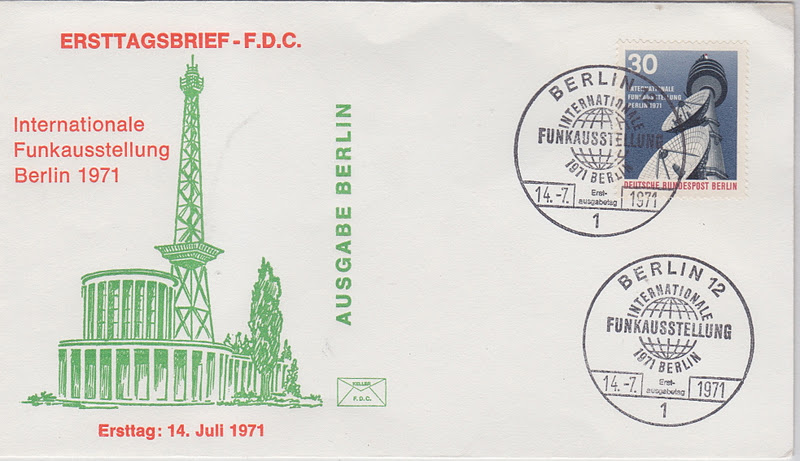 ERSTTAGSBRIEF - F.D.C.
Internationale
Funkausstellung
Berlin 1971
AUSGABE BERLIN
KELLER
F.D.C.
Ersttag: 14. Juli 1971
30
INTERNATIONALE
FUNKAUSSTELLUNG
BERLIN 1971
DEUTSCHE BUNDESPOST BERLIN
BERLIN
INTERNATIONALE
FUNKAUSSTELLUNG
1971 BERLIN
14.-7. Erst-
ausgabetag 1971
1
BERLIN 12
INTERNATIONALE
FUNKAUSSTELLUNG
1971 BERLIN
14.-7. Erst-
ausgabetag 1971
1